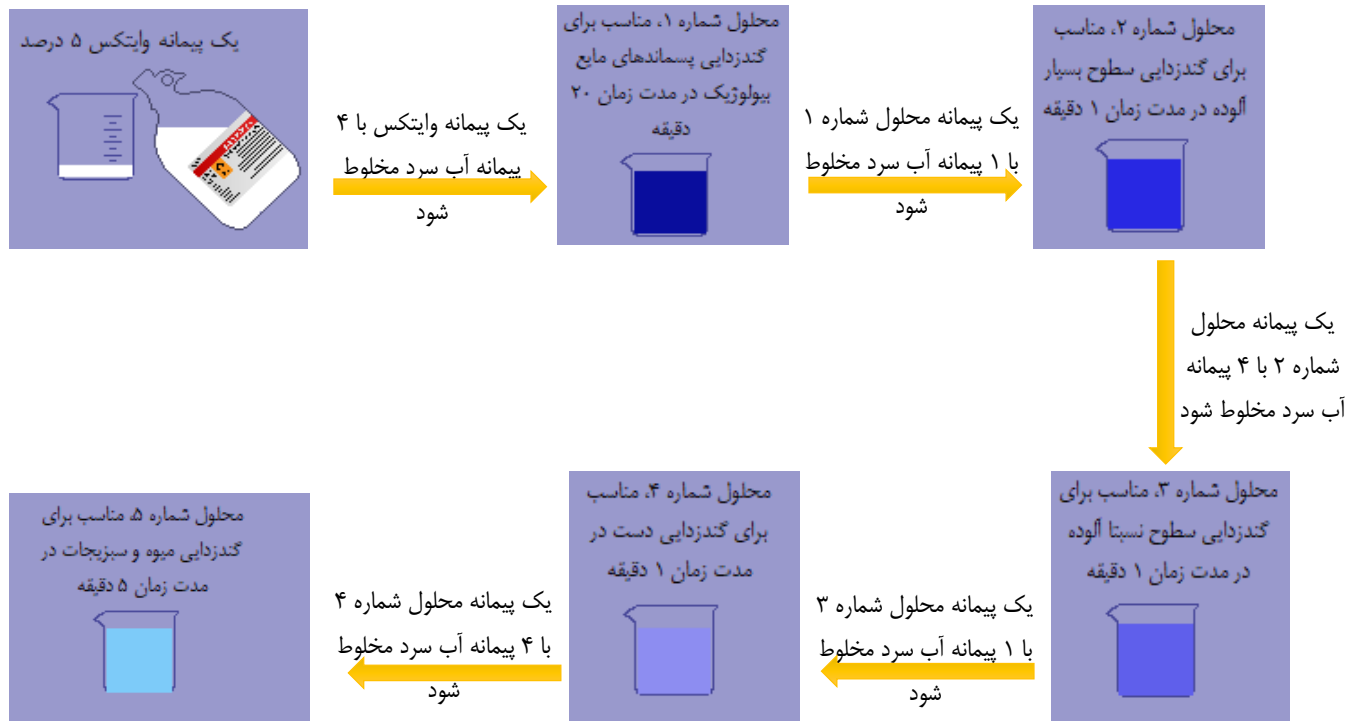 یک پیمانه وایتکس ۵ درصد
یک پیمانه وایتکس با ۴
پیمانه آب سرد مخلوط
شود
محلول شماره ۱، مناسب برای
گندزدایی پسماندهای مایع
بیولوژیک در مدت زمان ۲۰
دقیقه
یک پیمانه محلول شماره ۱
با ۱ پیمانه آب سرد مخلوط
شود
محلول شماره ۲، مناسب
برای گندزدایی سطوح بسیار
آلوده در مدت زمان ۱ دقیقه
یک پیمانه محلول
شماره ۲ با ۴ پیمانه
آب سرد مخلوط شود
محلول شماره ۳، مناسب برای
گندزدایی سطوح نسبتا آلوده
در مدت زمان ۱ دقیقه
یک پیمانه محلول شماره ۳
با ۱ پیمانه آب سرد مخلوط
شود
محلول شماره ۴، مناسب
برای گندزدایی دست در
مدت زمان ۱ دقیقه
یک پیمانه محلول شماره ۴
با ۴ پیمانه آب سرد مخلوط
شود
محلول شماره ۵، مناسب برای
گندزدایی میوه و سبزیجات در
مدت زمان ۵ دقیقه